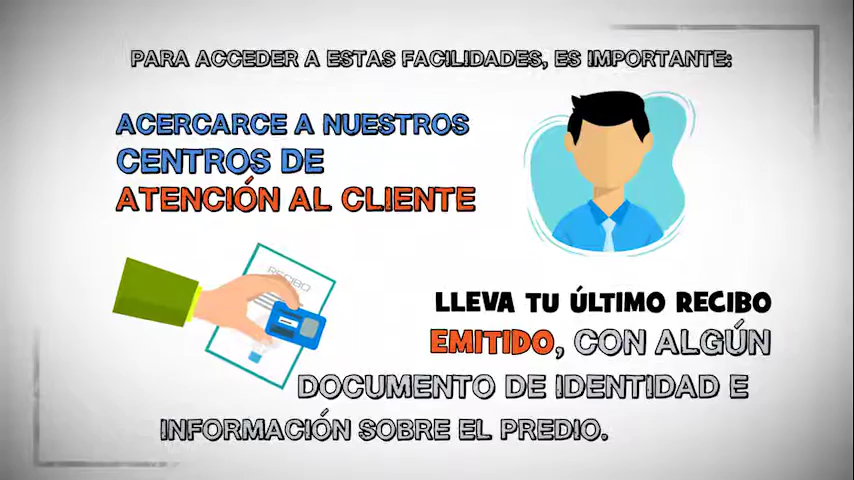 PARA ACCEDER A ESTAS FACILIDADES, ES IMPORTANTE:
ACERCARCE A NUESTROS
CENTROS DE
ATENCIÓN AL CLIENTE
RECIBO
LLEVA TU ÚLTIMO RECIBO
EMITIDO, CON ALGÚN
DOCUMENTO DE IDENTIDAD E
INFORMACIÓN SOBRE EL PREDIO.